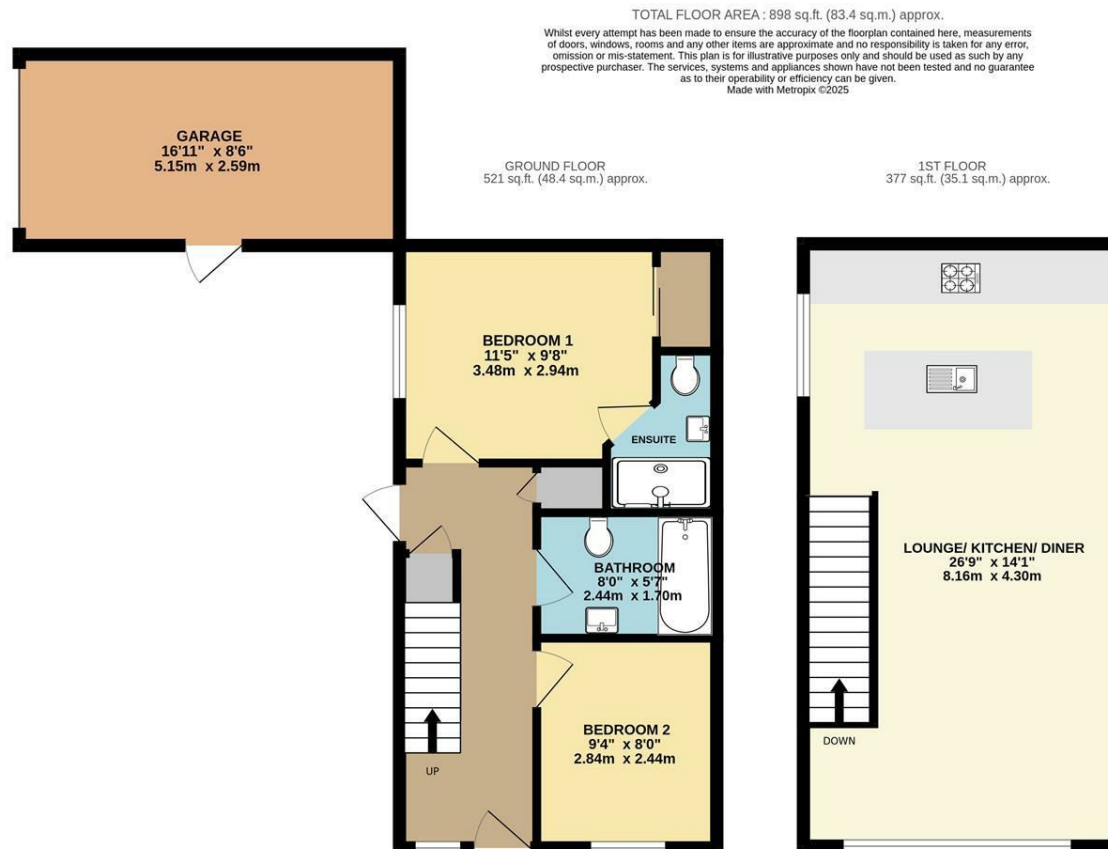 TOTAL FLOOR AREA : 898 sq.ft. (83.4 sq.m.) approx.
Whilst every attempt has been made to ensure the accuracy of the floorplan contained here, measurements
of doors, windows, rooms and any other items are approximate and no responsibility is taken for any error,
omission or mis-statement. This plan is for illustrative purposes only and should be used as such by any
prospective purchaser. The services, systems and appliances shown have not been tested and no guarantee
as to their operability or efficiency can be given.
Made with Metropix ©2025
GROUND FLOOR
521 sq.ft. (48.4 sq.m.) approx.
1ST FLOOR
377 sq.ft. (35.1 sq.m.) approx.
GARAGE
16'11" x 8'6"
5.15m x 2.59m
BEDROOM 1
11'5" x 9'8"
3.48m x 2.94m
ENSUITE
BATHROOM
8'0" x 5'7"
2.44m x 1.70m
BEDROOM 2
9'4" x 8'0"
2.84m x 2.44m
UP
LOUNGE/ KITCHEN/ DINER
26'9" x 14'1"
8.16m x 4.30m
DOWN